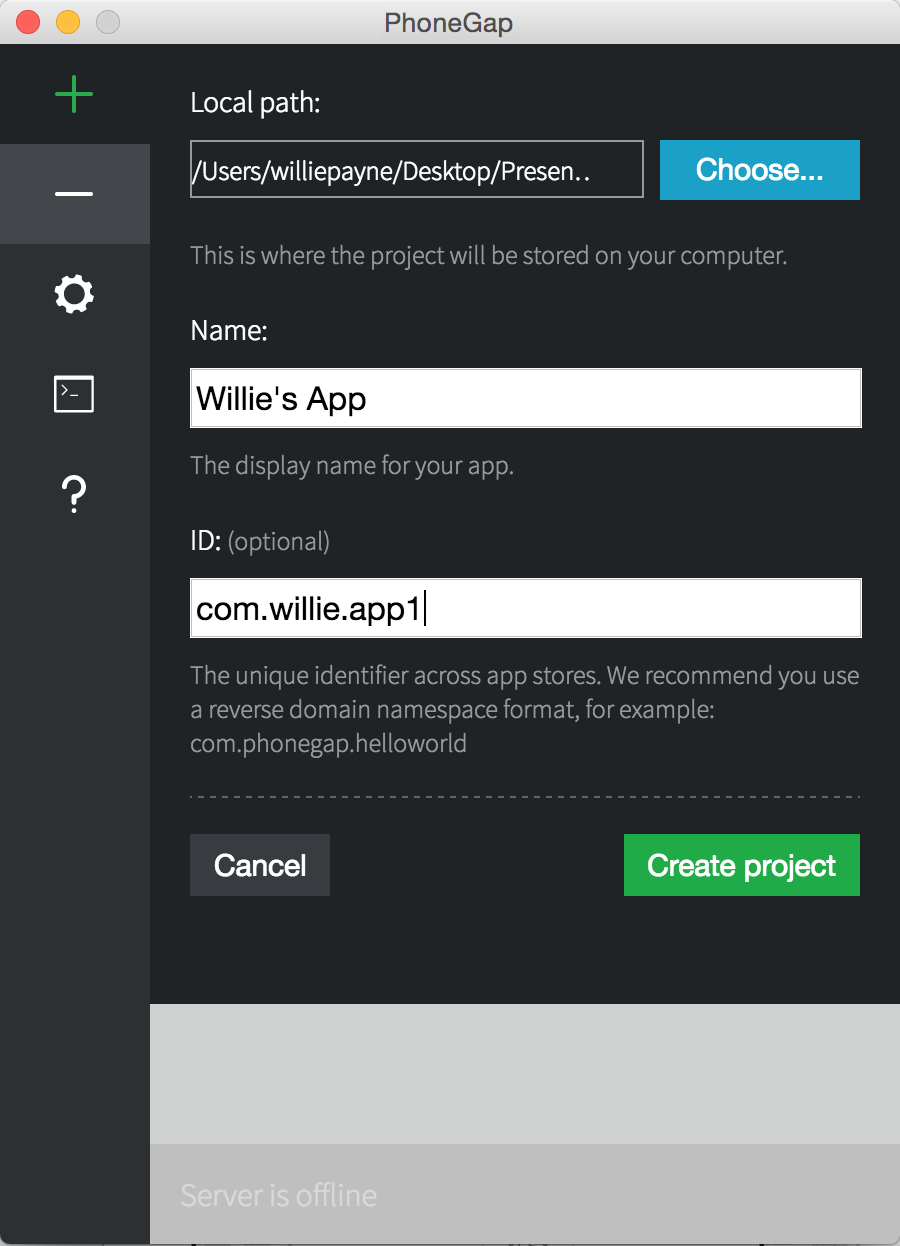 PhoneGap
Local path:
/Users/williepayne/Desktop/Presen..
Choose...
This is where the project will be stored on your computer.
Name:
Willie's App
The display name for your app.
ID: (optional)
com.willie.app1
The unique identifier across app stores. We recommend you use
a reverse domain namespace format, for example:
com.phonegap.helloworld
Cancel
Create project
Server is offline